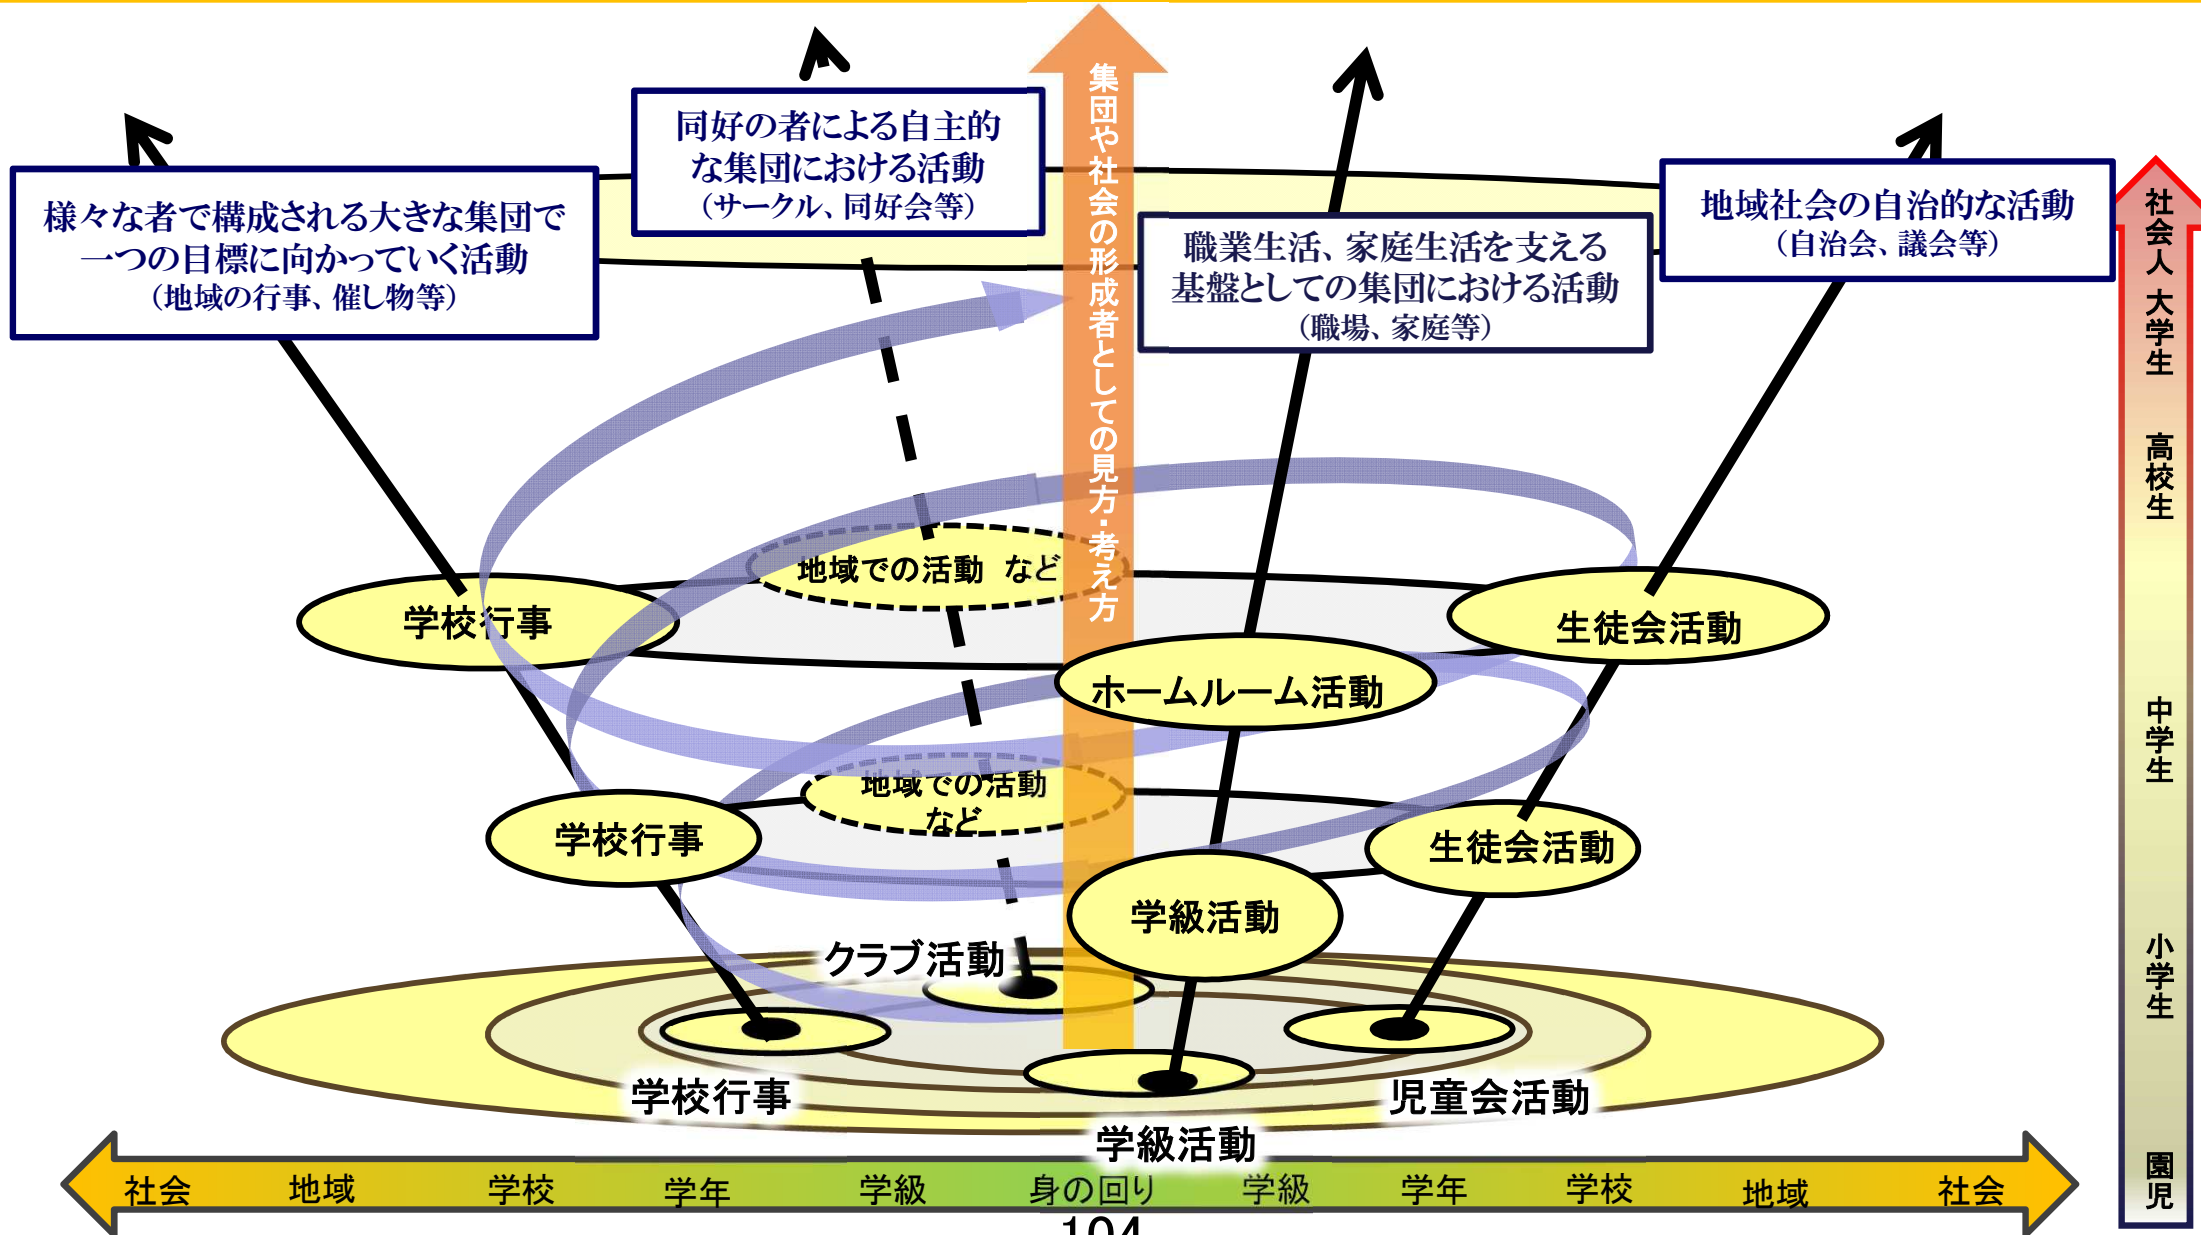 集団や社会の形成者としての見方・考え方
同好の者による自主的
な集団における活動
（サークル、同好会等）
様々な者で構成される大きな集団で
一つの目標に向かっていく活動
（地域の行事、催し物等）
職業生活、家庭生活を支える
基盤としての集団における活動
（職場、家庭等）
地域社会の自治的な活動
（自治会、議会等）
社会人
大学生
高校生
中学生
小学生
園児
地域での活動 など
学校行事
生徒会活動
ホームルーム活動
地域での活動
など
学校行事
生徒会活動
学級活動
クラブ活動
学校行事
児童会活動
学級活動
社会 地域 学校 学年 学級 身の回り 学級 学年 学校 地域 社会
104